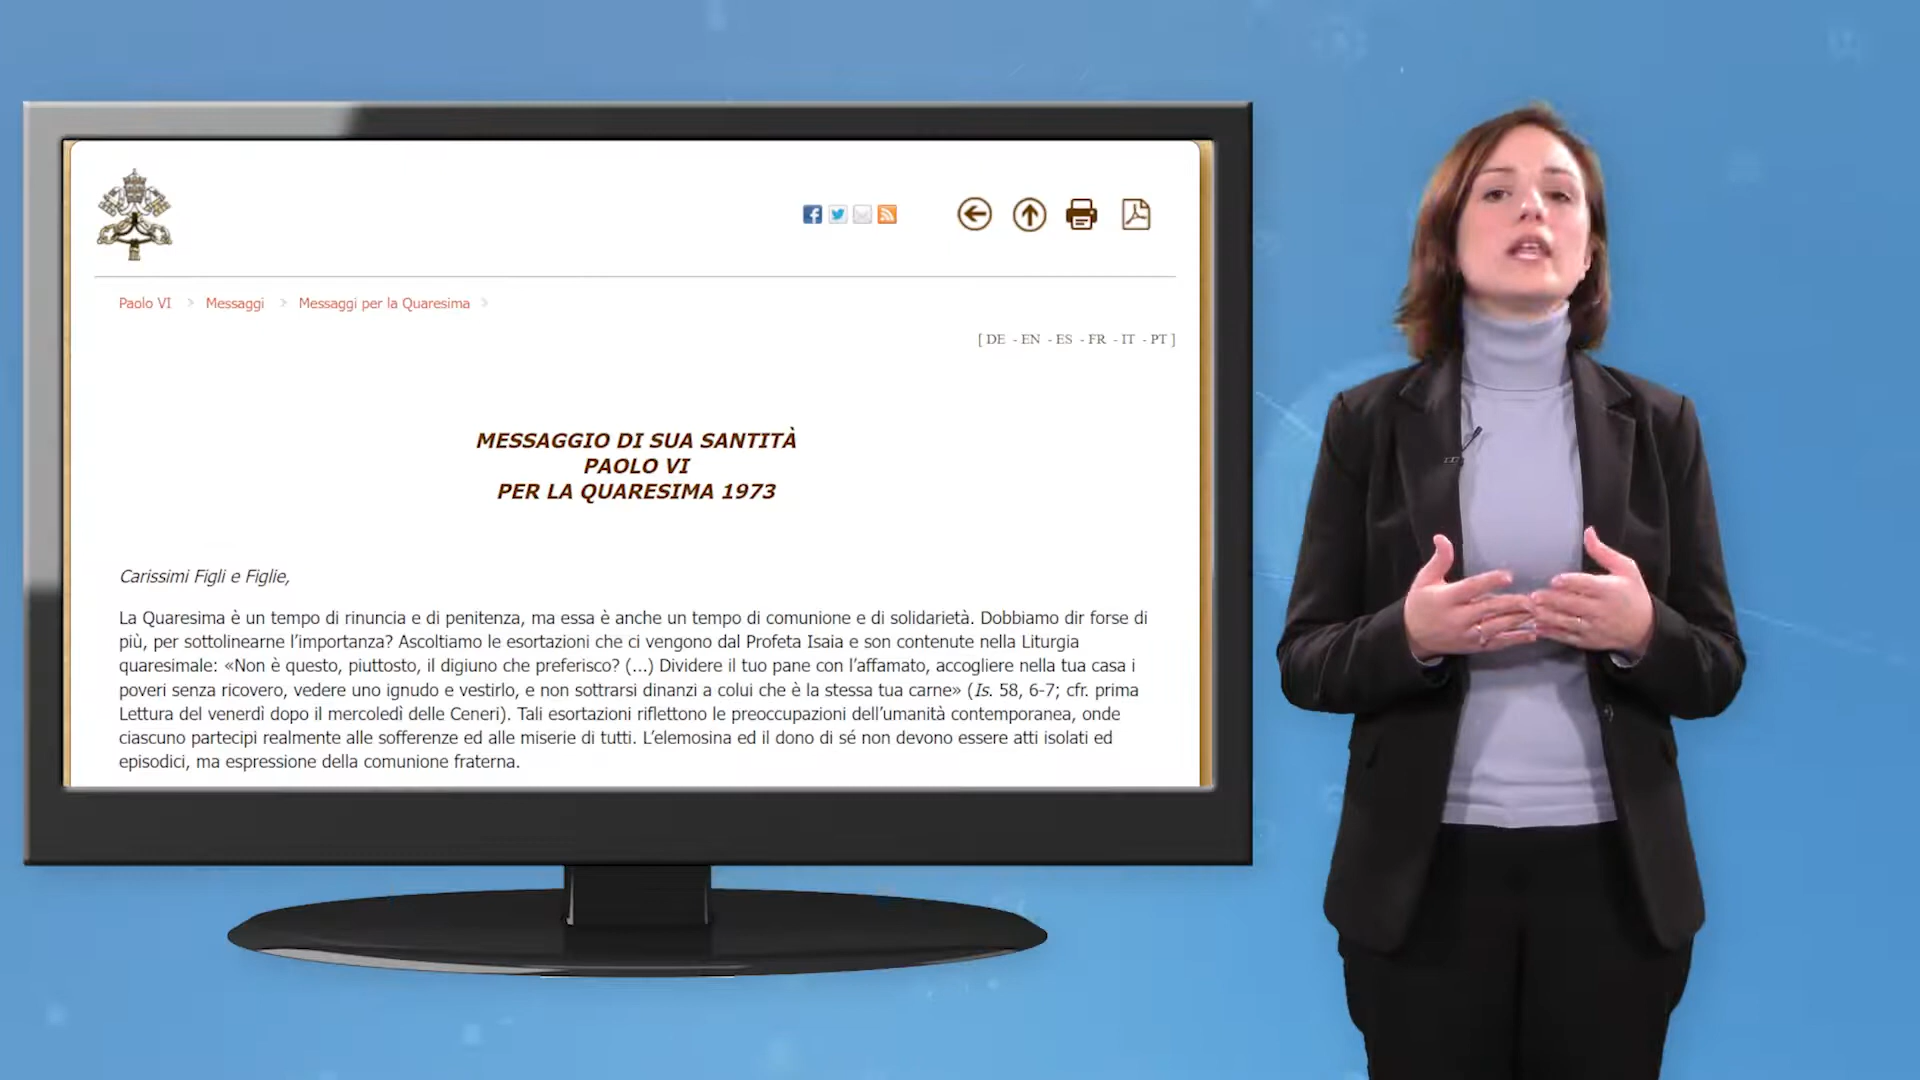 Paolo VI > Messaggi > Messaggi per la Quaresima >
[ DE - EN - ES - FR - IT - PT ]
MESSAGGIO DI SUA SANTITÀ
PAOLO VI
PER LA QUARESIMA 1973
Carissimi Figli e Figlie,
La Quaresima è un tempo di rinuncia e di penitenza, ma essa è anche un tempo di comunione e di solidarietà. Dobbiamo dir forse di
più, per sottolinearne l’importanza? Ascoltiamo le esortazioni che ci vengono dal Profeta Isaia e son contenute nella Liturgia
quaresimale: «Non è questo, piuttosto, il digiuno che preferisco? (...) Dividere il tuo pane con l’affamato, accogliere nella tua casa i
poveri senza ricovero, vedere uno ignudo e vestirlo, e non sottrarsi dinanzi a colui che è la stessa tua carne» (Is. 58, 6-7; cfr. prima
Lettura del venerdì dopo il mercoledì delle Ceneri). Tali esortazioni riflettono le preoccupazioni dell’umanità contemporanea, onde
ciascuno partecipi realmente alle sofferenze ed alle miserie di tutti. L’elemosina ed il dono di sé non devono essere atti isolati ed
episodici, ma espressione della comunione fraterna.